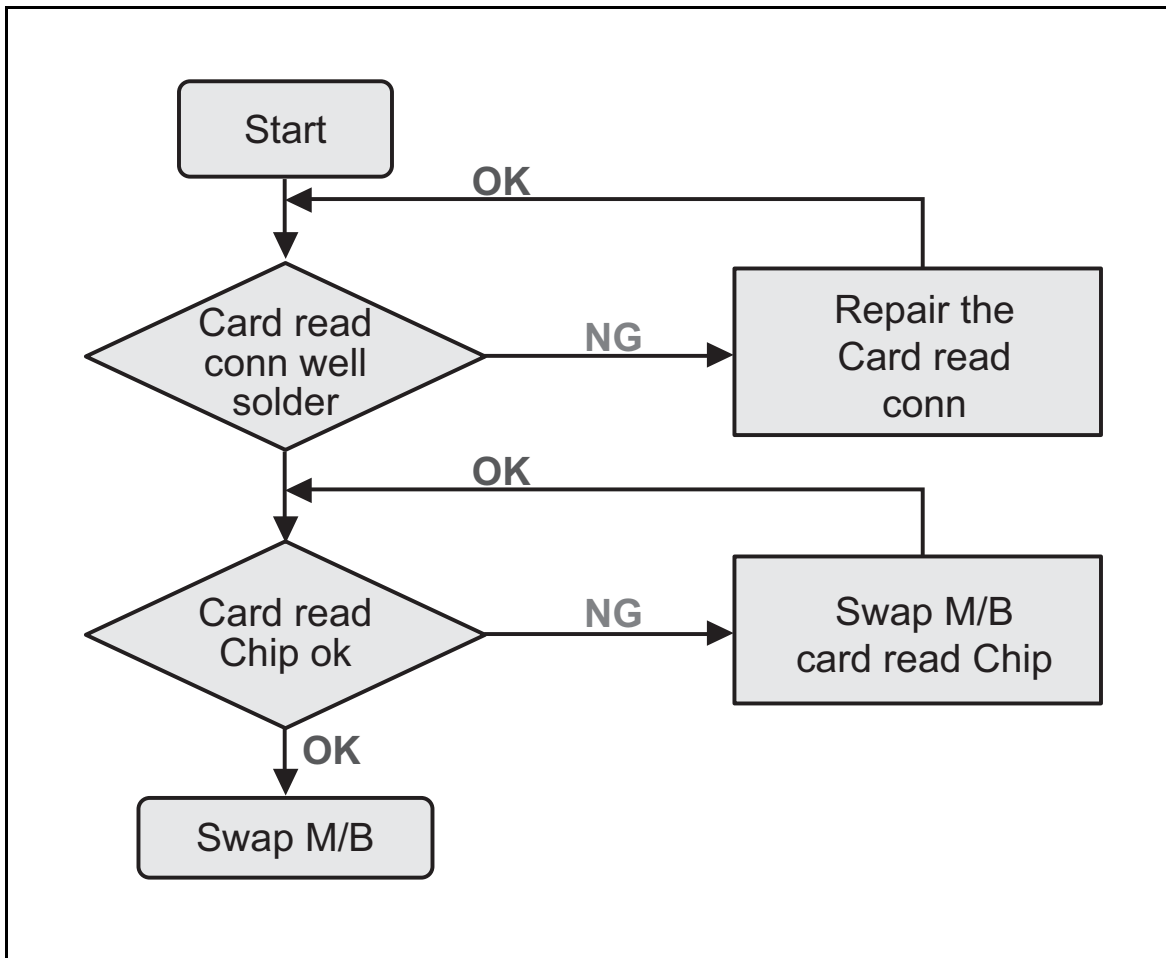 Start
OK
Card read
conn well
solder
NG
Repair the
Card read
conn
OK
Card read
Chip ok
NG
Swap M/B
card read Chip
OK
Swap M/B